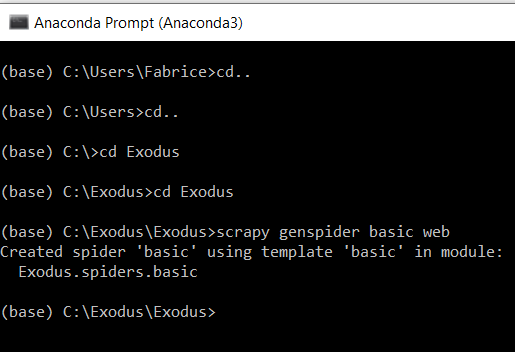 Anaconda Prompt (Anaconda3)
(base) C:\Users\Fabrice>cd..
(base) C:\Users>cd..
(base) C:\>cd Exodus
(base) C:\Exodus>cd Exodus
(base) C:\Exodus\Exodus>scrapy genspider basic web
Created spider 'basic' using template 'basic' in module:
  Exodus.spiders.basic
(base) C:\Exodus\Exodus>